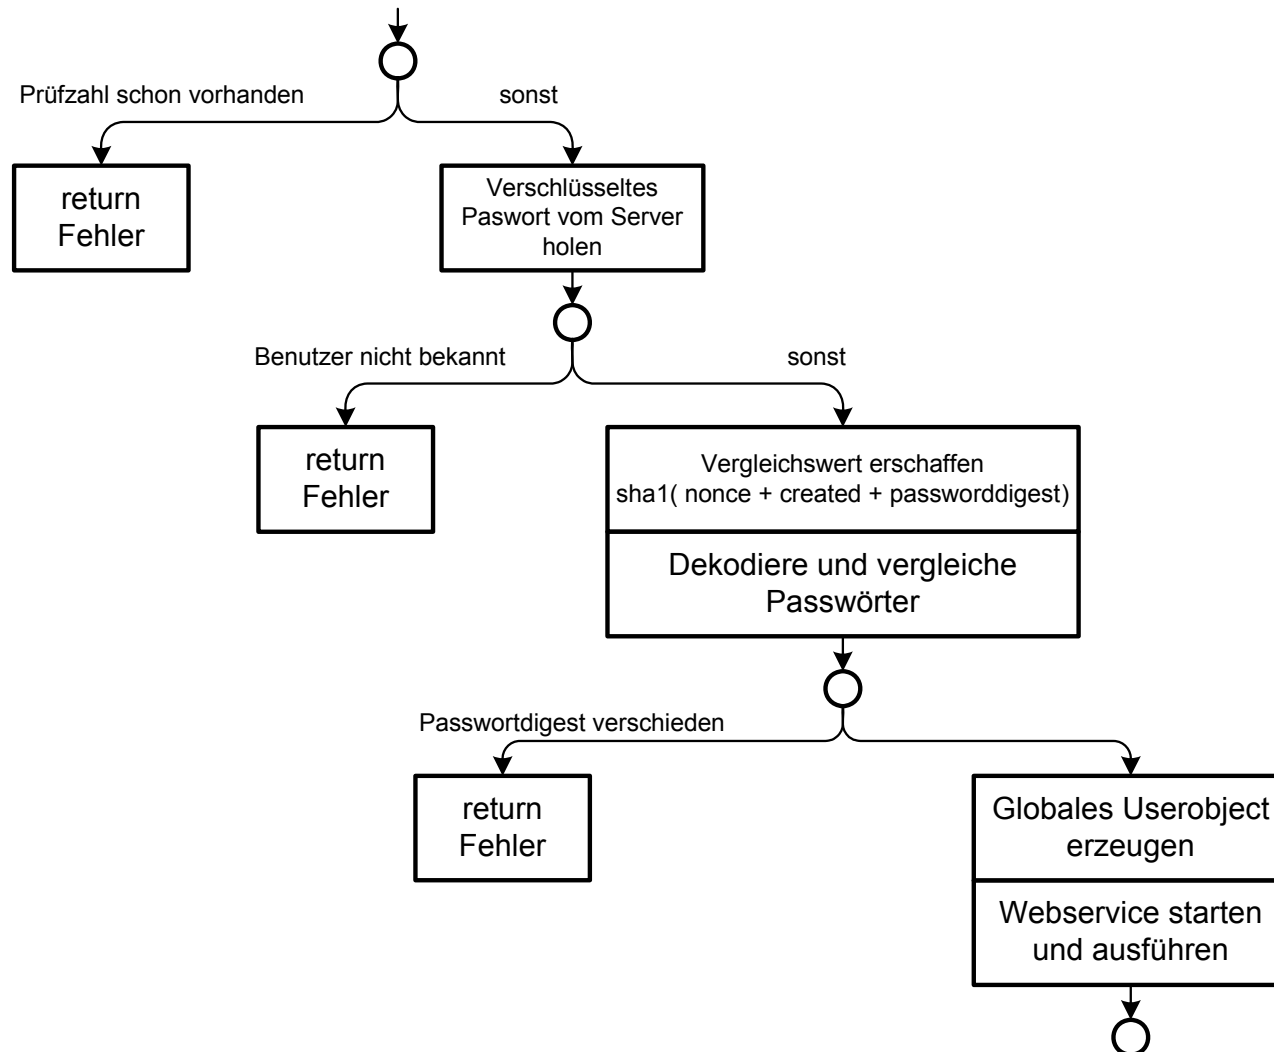 Prüfzahl schon vorhanden
sonst
return
Fehler
Verschlüsseltes
Paswort vom Server
holen
Benutzer nicht bekannt
sonst
return
Fehler
Vergleichswert erschaffen
sha1( nonce + created + passworddigest)
Dekodiere und vergleiche
Passwörter
Passwortdigest verschieden
return
Fehler
Globales Userobject
erzeugen
Webservice starten
und ausführen